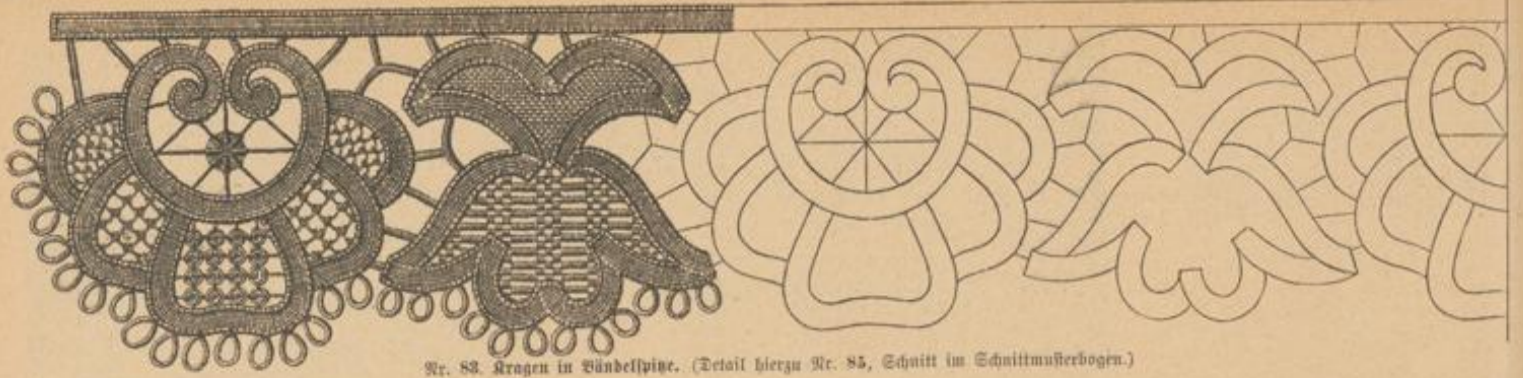 Nr. 83. Kragen in Bändelspitze. (Detail hierzu Nr. 85, Schnitt im Schnittmusterbogen.)